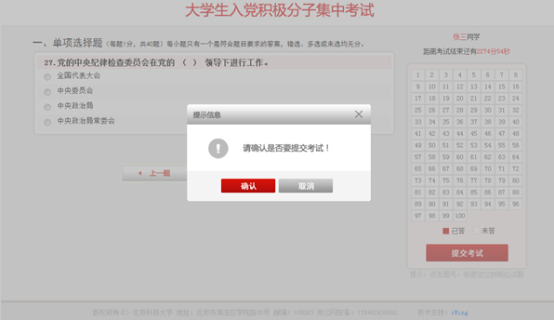 大学生入党积极分子集中考试
一、单项选择题（每题1分，共40题）每小题只有一个是符合题目要求的答案，错选、多选或未选均无分。
27.党的中央纪律检查委员会在党的（ ）领导下进行工作。
全国代表大会
中央委员会
中央政治局
中央政治局常委会
上一题
张三同学
距离考试结束还有2274分54秒
1 2 3 4 5 6 7 8
9 10 11 12 13 14 15 16
17 18 19 20 21 22 23 24
25 26 27 28 29 30 31 32
33 34 35 36 37 38 39 40
41 42 43 44 45 46 47 48
49 50 51 52 53 54 55 56
57 58 59 60 61 62 63 64
65 66 67 68 69 70 71 72
73 74 75 76 77 78 79 80
81 82 83 84 85 86 87 88
89 90 91 92 93 94 95 96
97 98 99 100
已答 未答
提交考试
提示信息
请确认是否要提交考试！
确认 取消